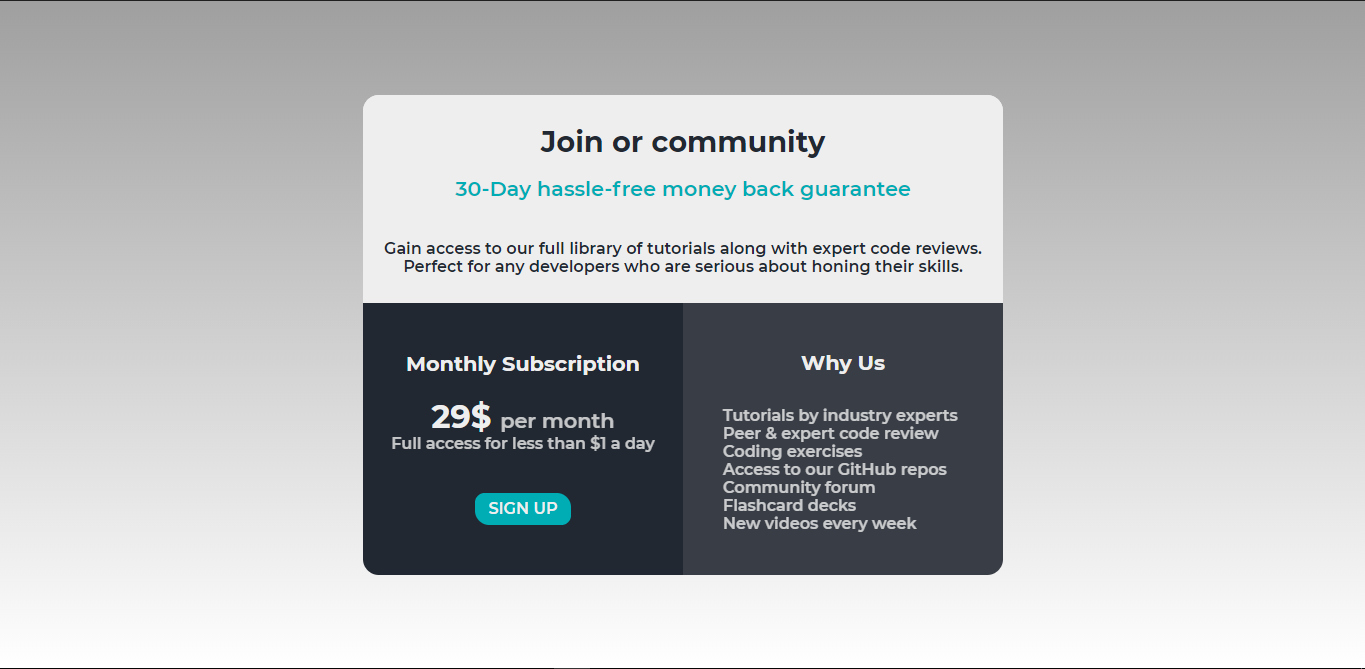 Join or community
30-Day hassle-free money back guarantee
Gain access to our full library of tutorials along with expert code reviews.
Perfect for any developers who are serious about honing their skills.
Monthly Subscription
29$ per month
Full access for less than $1 a day
SIGN UP
Why Us
Tutorials by industry experts
Peer & expert code review
Coding exercises
Access to our GitHub repos
Community forum
Flashcard decks
New videos every week